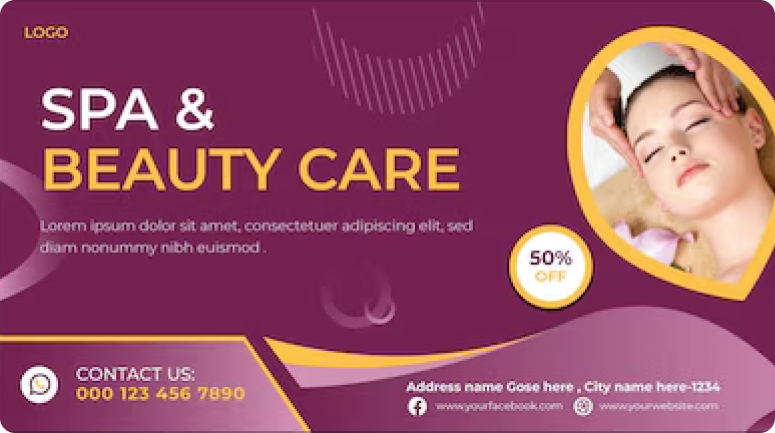 LOGO
SPA &
BEAUTY CARE
Lorem ipsum dolor sit amet, consectetuer adipiscing elit, sed
diam nonummy nibh euismod .
50%
OFF
CONTACT US:
000 123 456 7890
Address name Gose here , City name here-1234
www.yourfacebook.com www.yourwebsite.com